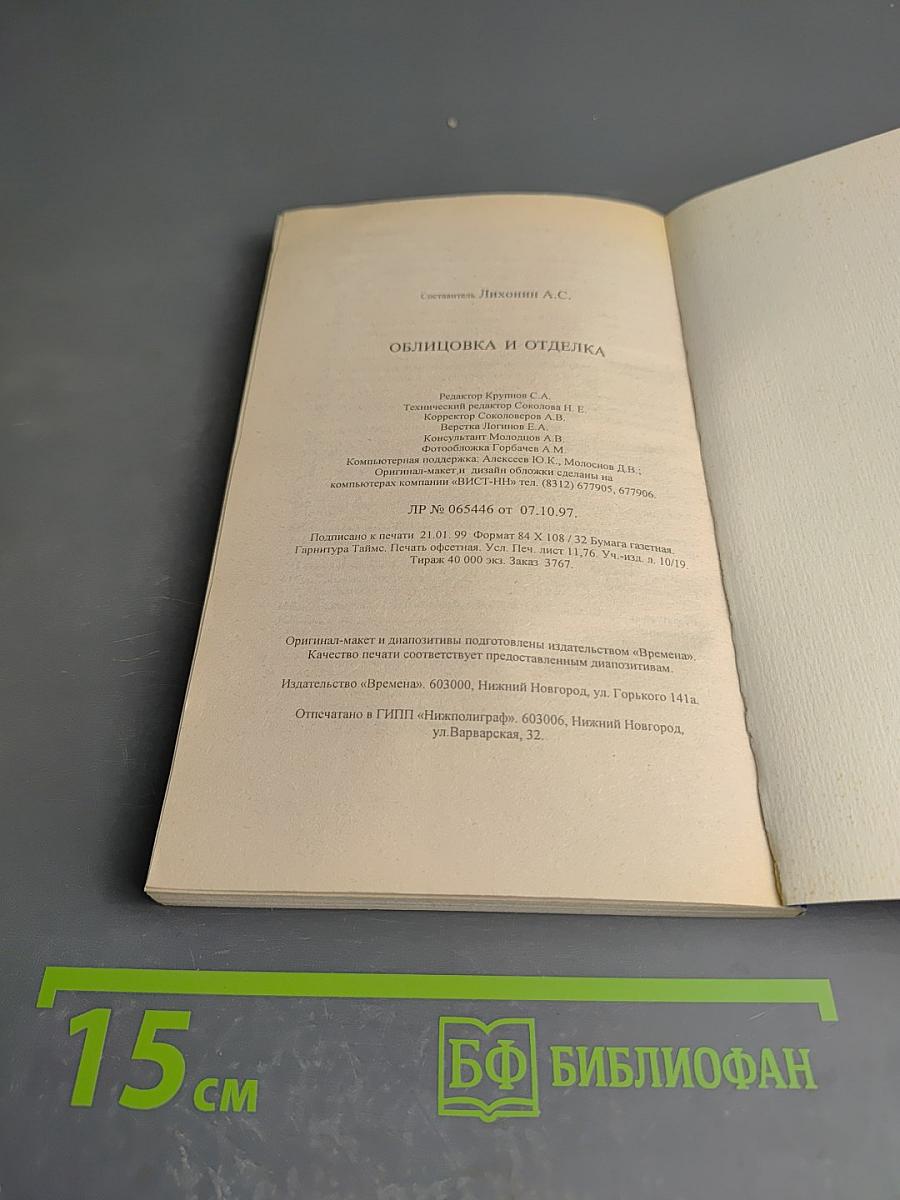 Составитель Лихонин А.С.
ОБЛИЦОВКА И ОТДЕЛКА
Редактор Крупнов С.А.
Технический редактор Соколова Н. Е.
Корректор Соколоверов А.В.
Верстка Логинов Е.А.
Консультант Молодцов А.В.
Фотообложка Горбачев А.М.
Компьютерная поддержка: Алексеев Ю.К., Молоснов Д.В.;
Оригинал-макет и дизайн обложки сделаны на
компьютерах компании «ВИСТ-НН» тел. (8312) 677905, 677906.
ЛР № 065446 от 07.10.97.
Подписано к печати 21.01. 99 Формат 84 Х 108 / 32 Бумага газетная.
Гарнитура Таймс. Печать офсетная. Усл. Печ. лист 11,76. Уч.-изд. л. 10/19.
Тираж 40 000 экз. Заказ 3767.
Оригинал-макет и диапозитивы подготовлены издательством «Времена».
Качество печати соответствует предоставленным диапозитивам.
Издательство «Времена». 603000, Нижний Новгород, ул. Горького 141а.
Отпечатано в ГИПП «Нижполиграф». 603006, Нижний Новгород,
ул.Варварская, 32.
15 см
БФ БИБЛИОФАН